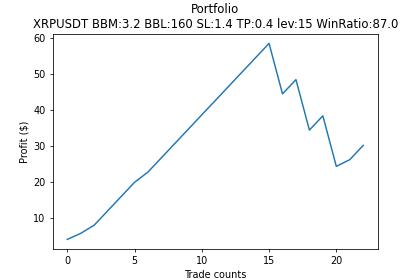 Portfolio
XRPUSDT BBM:3.2 BBL:160 SL:1.4 TP:0.4 lev:15 WinRatio:87.0
60
50
40
30
20
10
Profit ($)
0 5 10 15 20
Trade counts